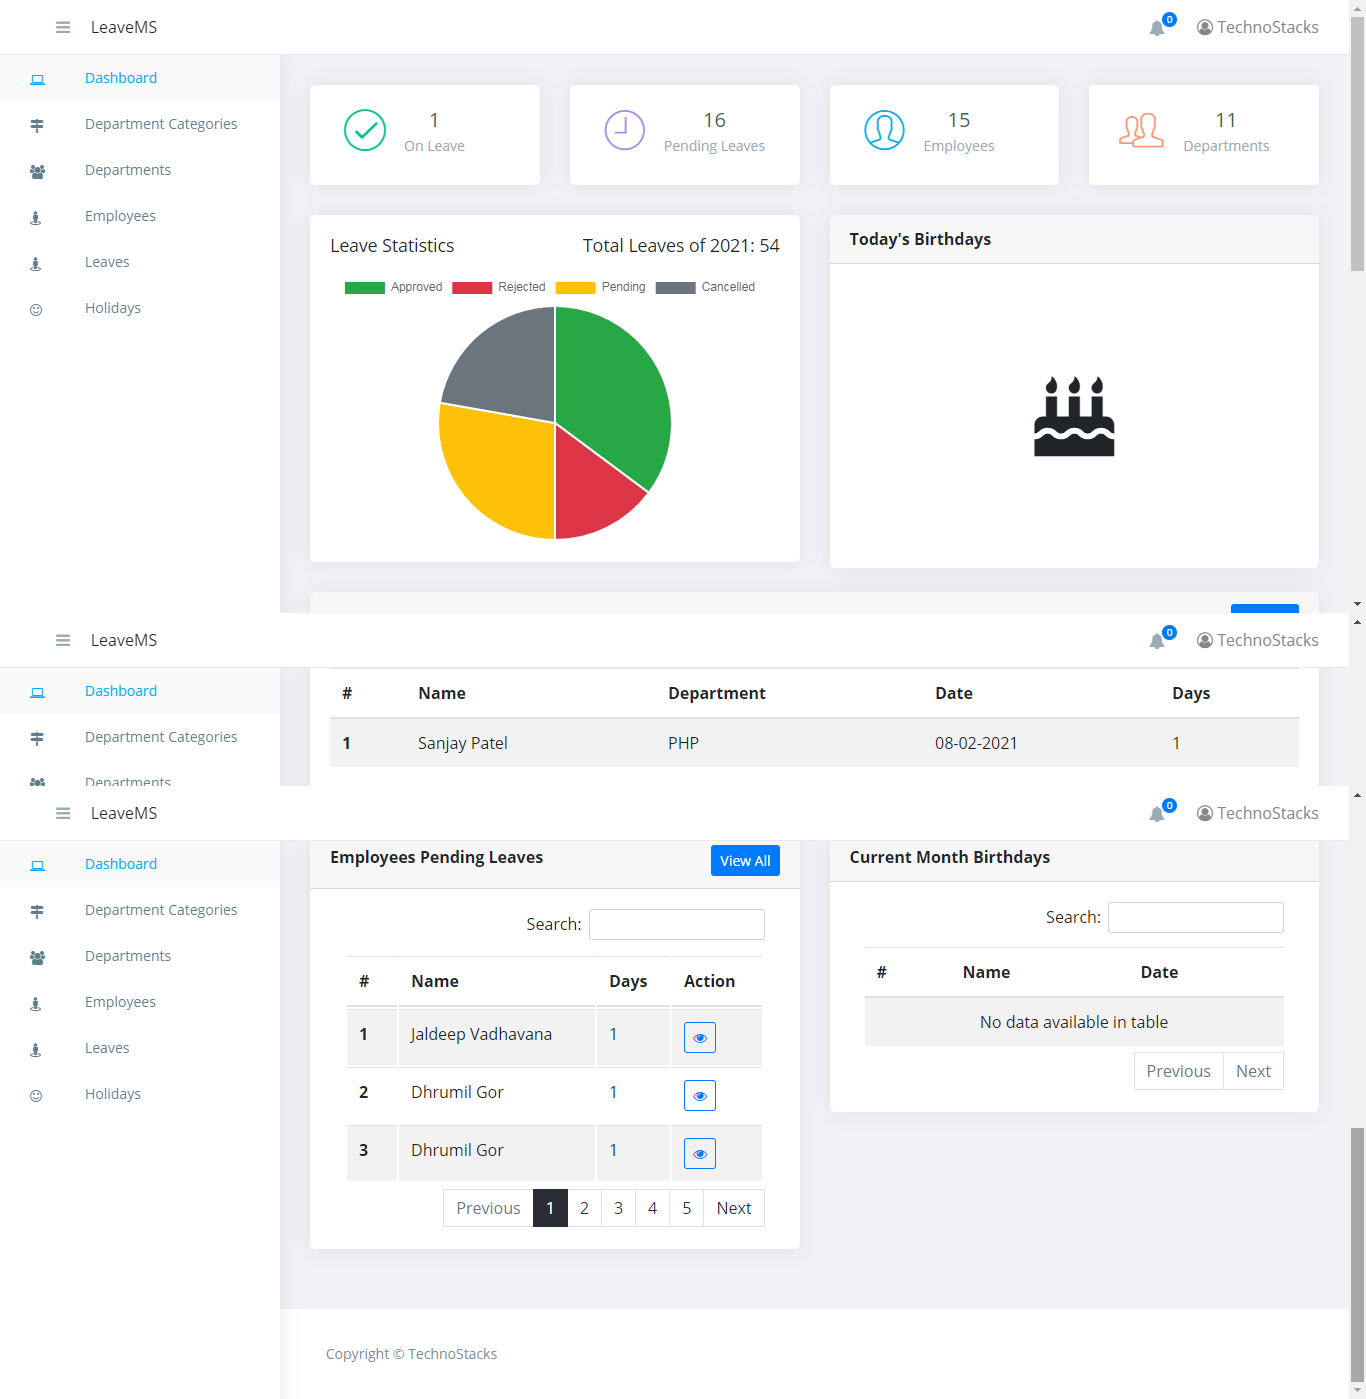 LeaveMS
0
TechnoStacks
Dashboard
Department Categories
Departments
Employees
Leaves
Holidays
1
On Leave
16
Pending Leaves
15
Employees
11
Departments
Leave Statistics
Total Leaves of 2021: 54
Approved Rejected Pending Cancelled
Today's Birthdays
LeaveMS
0
TechnoStacks
Dashboard
Department Categories
Departments
# Name Department Date Days
1 Sanjay Patel PHP 08-02-2021 1
LeaveMS
0
TechnoStacks
Dashboard
Department Categories
Departments
Employees
Leaves
Holidays
Employees Pending Leaves
View All
Search:
# Name Days Action
1 Jaldeep Vadhavana 1
2 Dhrumil Gor 1
3 Dhrumil Gor 1
Previous 1 2 3 4 5 Next
Current Month Birthdays
Search:
# Name Date
No data available in table
Previous Next
Copyright © TechnoStacks